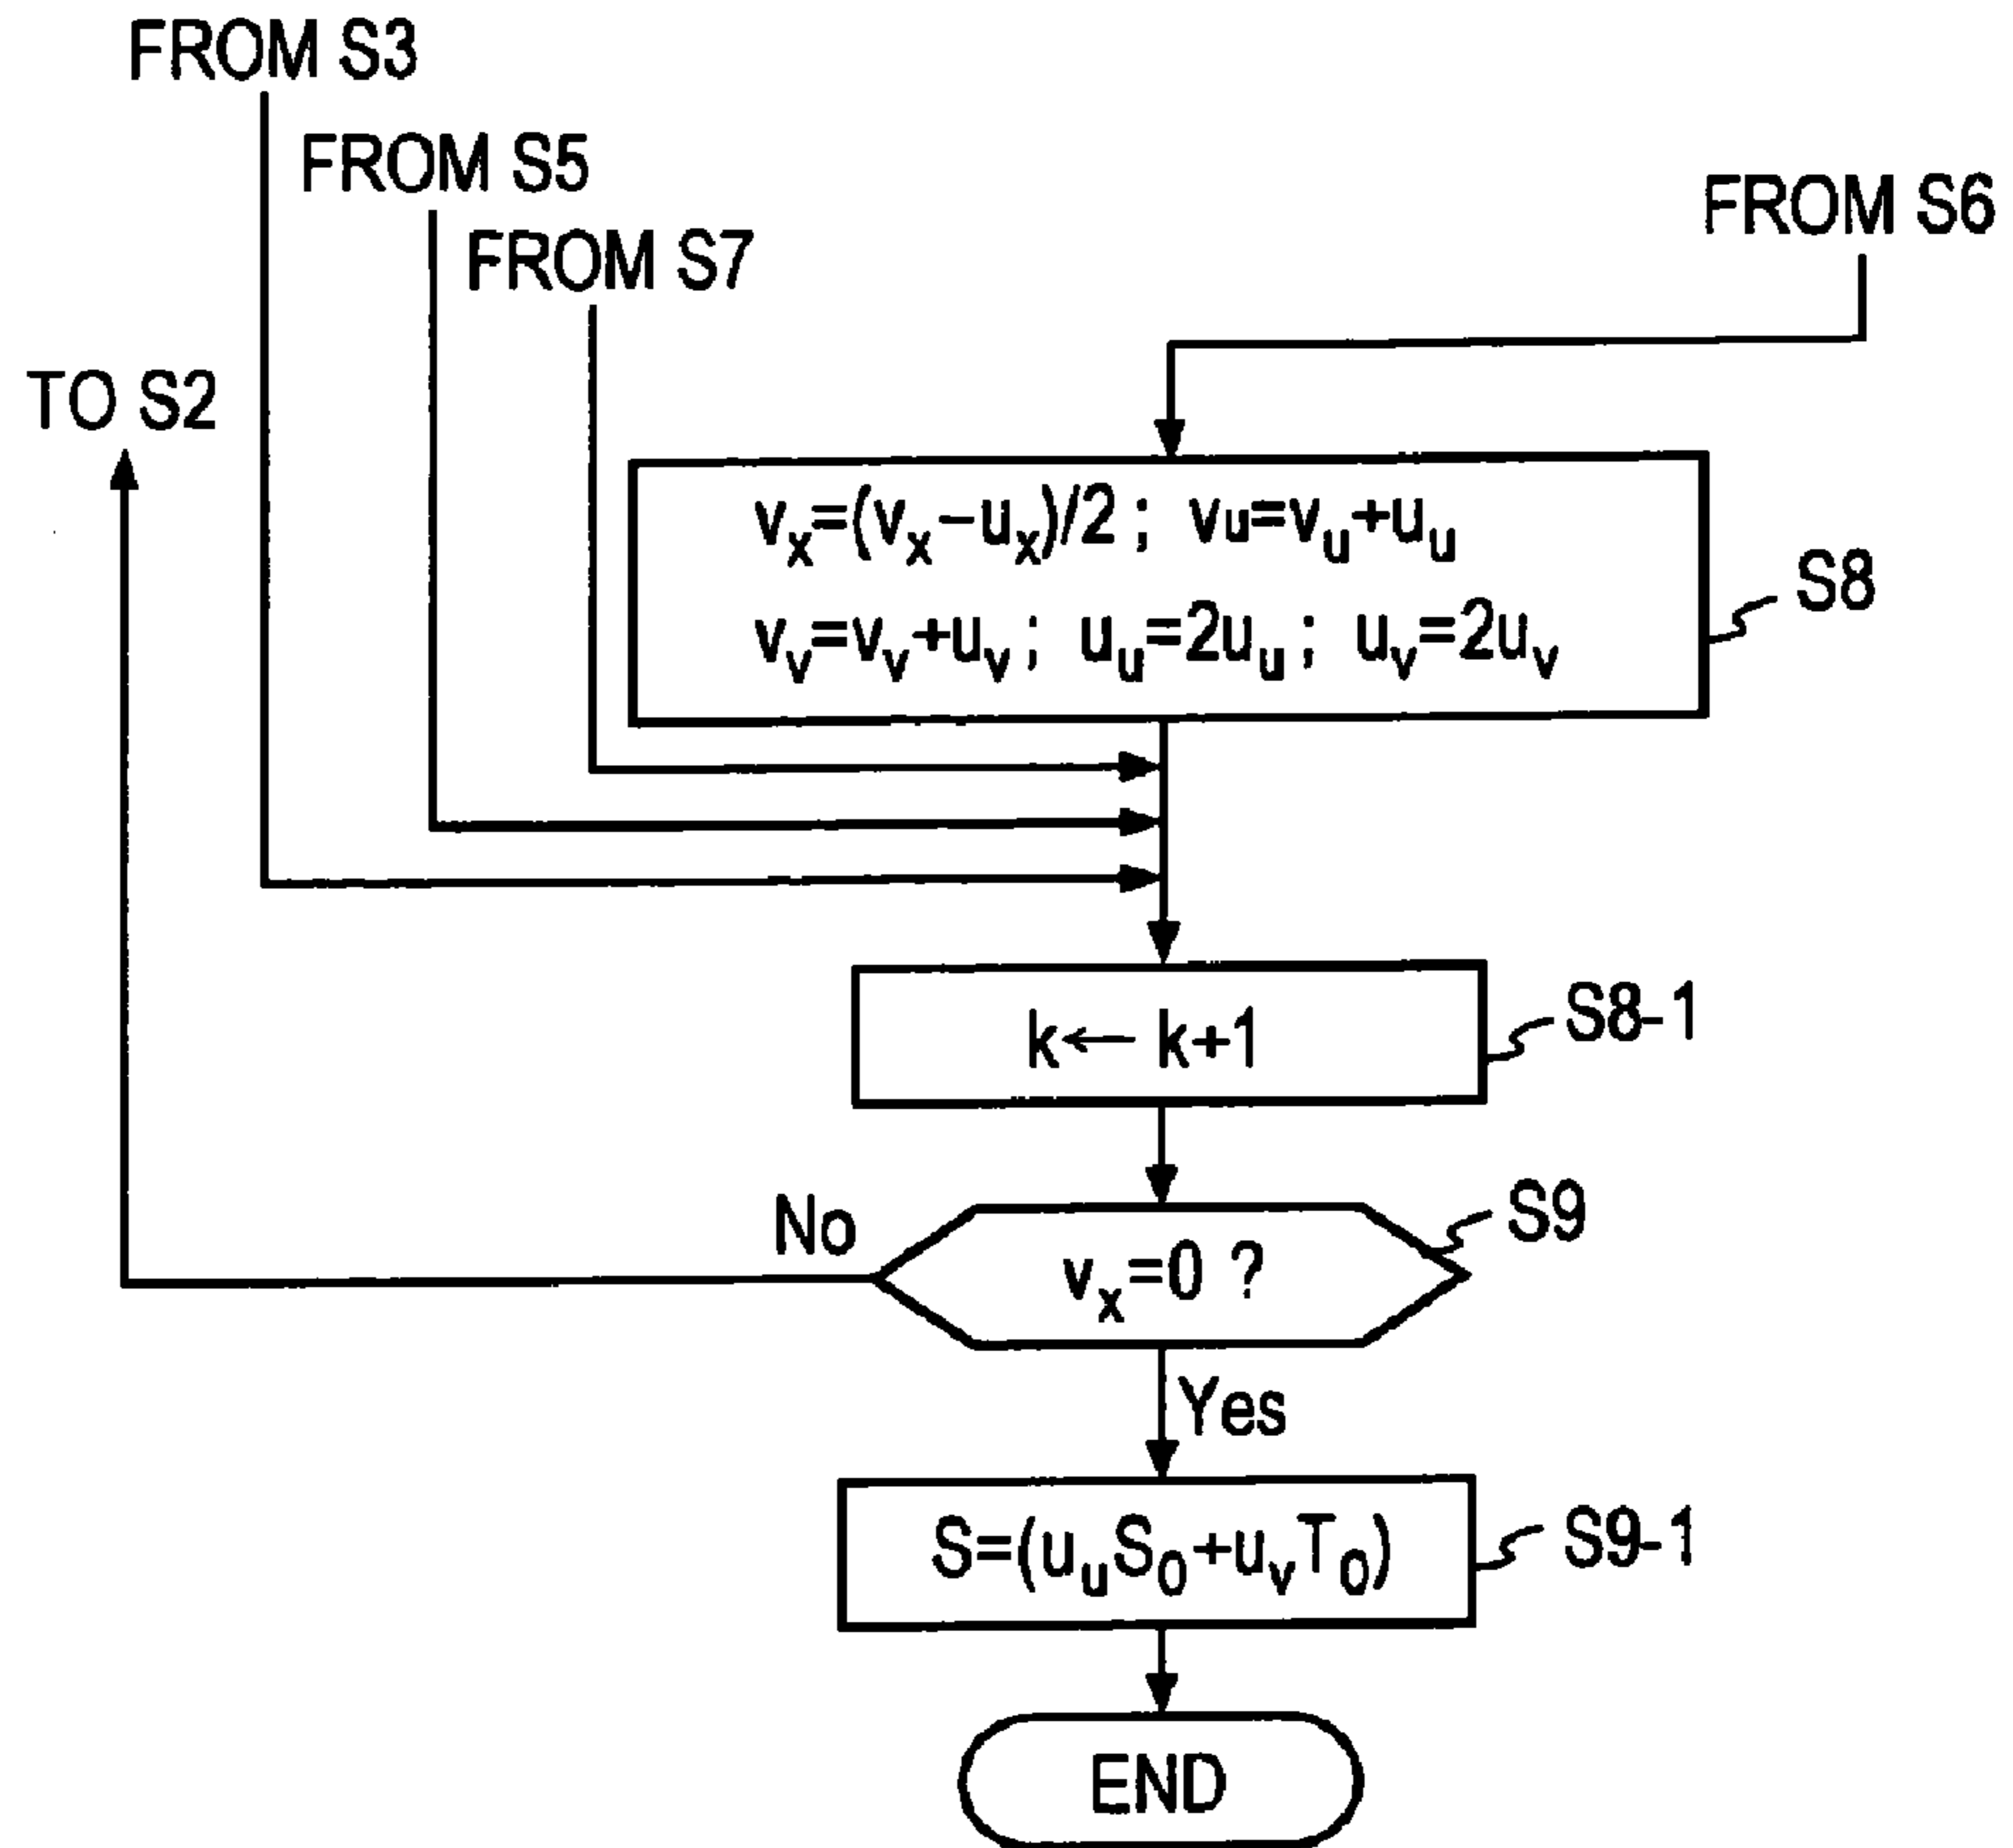 FROM S3
FROM S5
FROM S6
FROM S7
TO S2
vₓ=(vₓ−uₓ)/2 ; vu=vᵤ+uᵤ
S8
vᵥ=vᵥ+uᵥ ; uᵤ=2uᵤ ; uᵥ=2uᵥ
S8-1
k← k+1
S9
No
vₓ=0 ?
Yes
S=(uᵤS₀+uᵥT₀)
S9-1
END